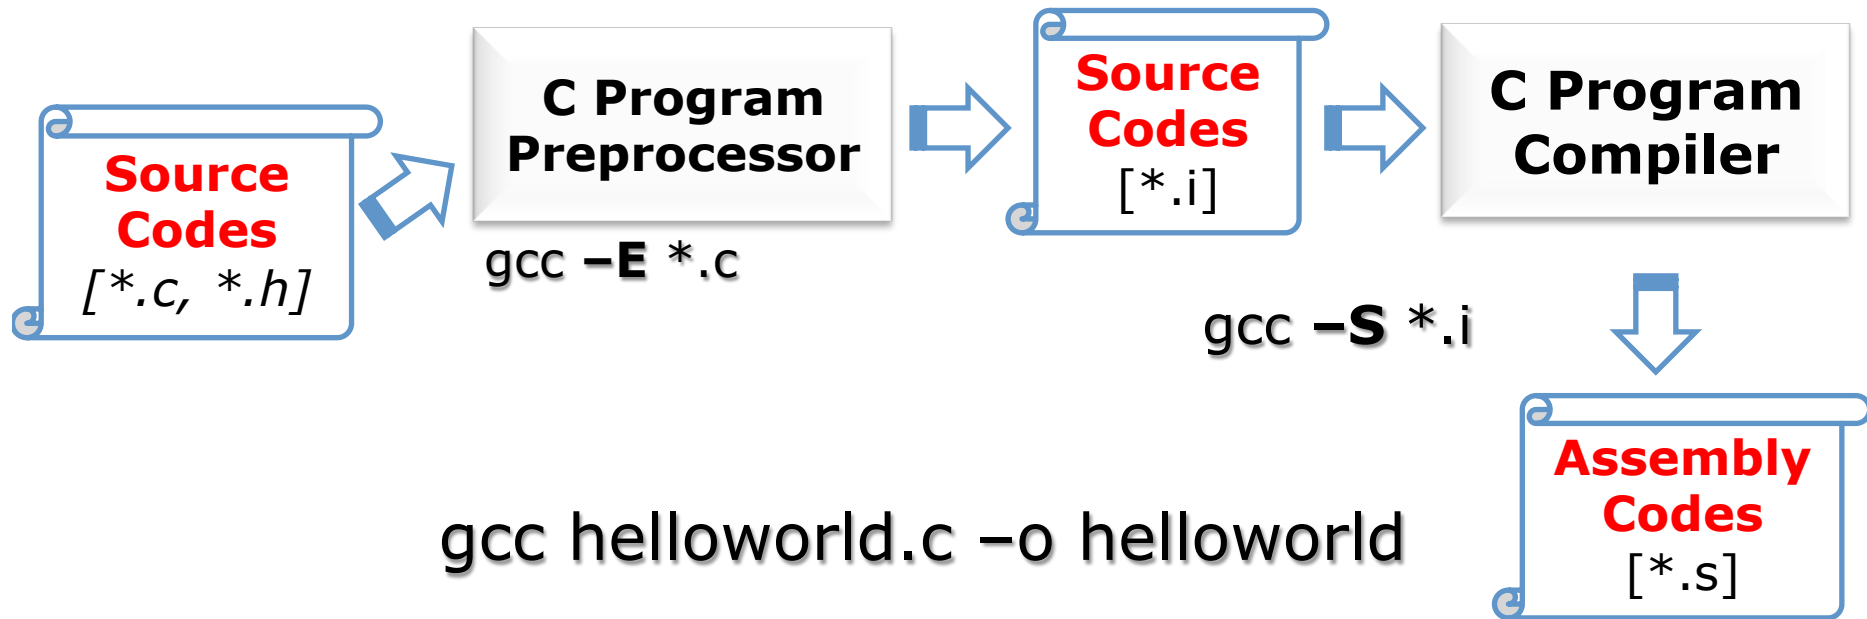 Source
Codes
[*.c, *.h]
C Program
Preprocessor
gcc –E *.c
Source
Codes
[*.i]
C Program
Compiler
gcc –S *.i
Assembly
Codes
[*.s]
gcc helloworld.c –o helloworld